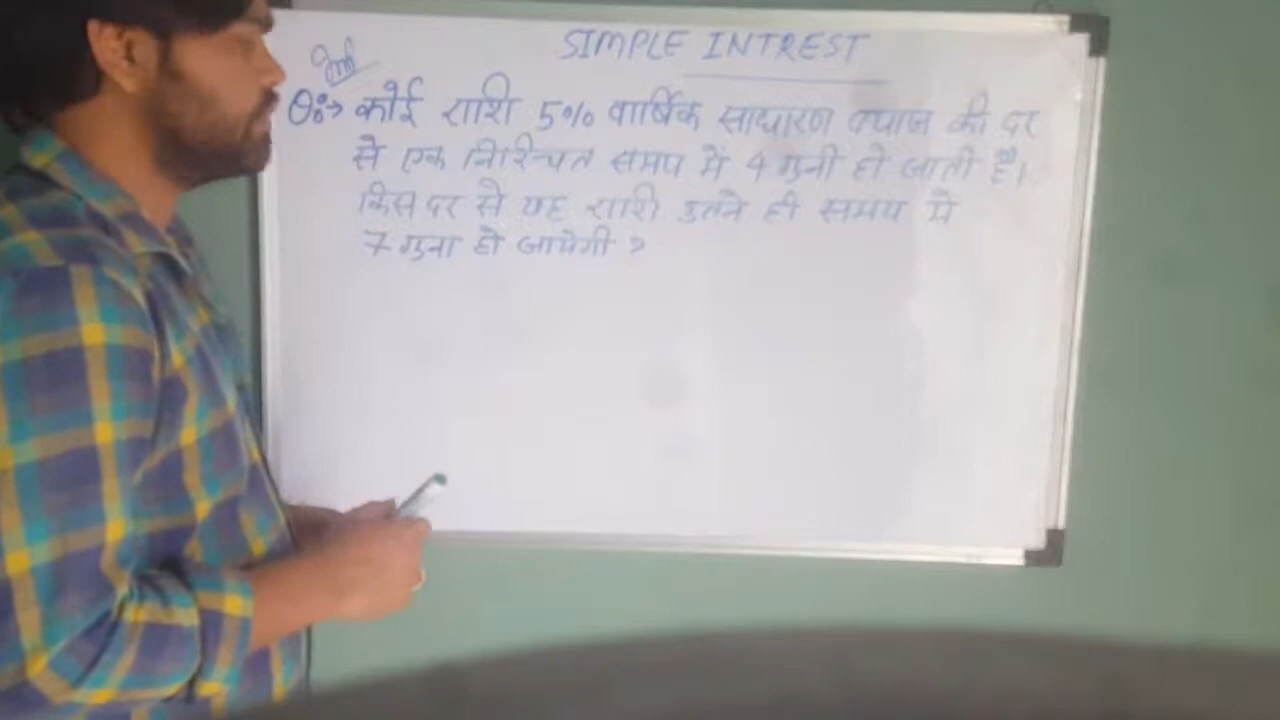 SIMPLE INTREST
Q:→ कोई राशि 5% वार्षिक साधारण ब्याज की दर
से एक निश्चित समय में 4 गुनी हो जाती है।
किस दर से यह राशि उतने ही समय मे
7 गुना हो जायेगी ?